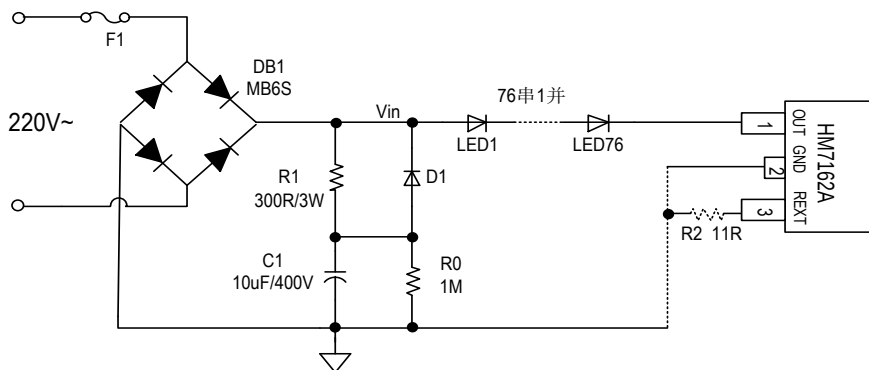 F1
DB1
MB6S
220V~
Vin
76串1并
LED1
LED76
1
OUT
2
GND
3
REXT
HM7162A
R2 11R
R1
300R/3W
D1
C1
10uF/400V
R0
1M